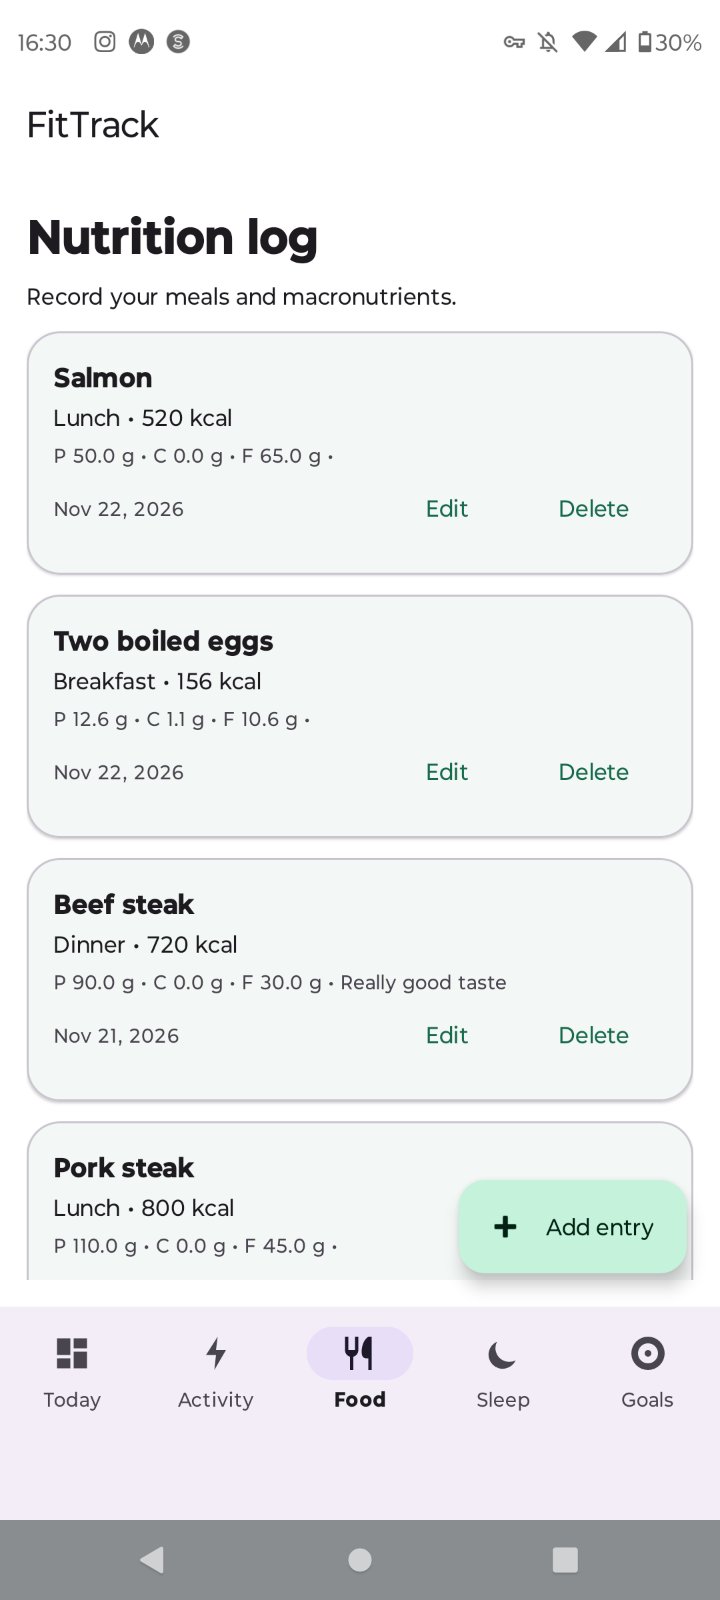 16:30
30%
FitTrack
Nutrition log
Record your meals and macronutrients.
Salmon
Lunch • 520 kcal
P 50.0 g • C 0.0 g • F 65.0 g •
Nov 22, 2026 Edit Delete
Two boiled eggs
Breakfast • 156 kcal
P 12.6 g • C 1.1 g • F 10.6 g •
Nov 22, 2026 Edit Delete
Beef steak
Dinner • 720 kcal
P 90.0 g • C 0.0 g • F 30.0 g • Really good taste
Nov 21, 2026 Edit Delete
Pork steak
Lunch • 800 kcal
P 110.0 g • C 0.0 g • F 45.0 g •
Add entry
Today Activity Food Sleep Goals